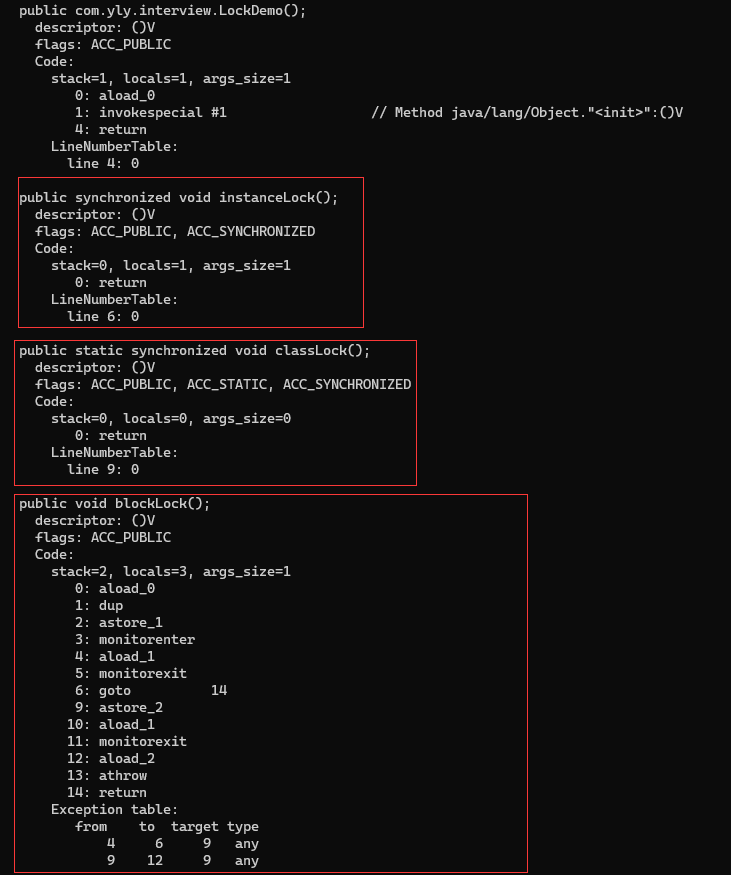 public com.yly.interview.LockDemo();
  descriptor: ()V
  flags: ACC_PUBLIC
  Code:
    stack=1, locals=1, args_size=1
       0: aload_0
       1: invokespecial #1                  // Method java/lang/Object."<init>":()V
       4: return
    LineNumberTable:
      line 4: 0
public synchronized void instanceLock();
  descriptor: ()V
  flags: ACC_PUBLIC, ACC_SYNCHRONIZED
  Code:
    stack=0, locals=1, args_size=1
       0: return
    LineNumberTable:
      line 6: 0
public static synchronized void classLock();
  descriptor: ()V
  flags: ACC_PUBLIC, ACC_STATIC, ACC_SYNCHRONIZED
  Code:
    stack=0, locals=0, args_size=0
       0: return
    LineNumberTable:
      line 9: 0
public void blockLock();
  descriptor: ()V
  flags: ACC_PUBLIC
  Code:
    stack=2, locals=3, args_size=1
       0: aload_0
       1: dup
       2: astore_1
       3: monitorenter
       4: aload_1
       5: monitorexit
       6: goto          14
       9: astore_2
      10: aload_1
      11: monitorexit
      12: aload_2
      13: athrow
      14: return
    Exception table:
       from    to  target type
           4     6     9   any
           9    12     9   any